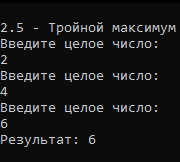 2.5 - Тройной максимум
Введите целое число:
2
Введите целое число:
4
Введите целое число:
6
Результат: 6